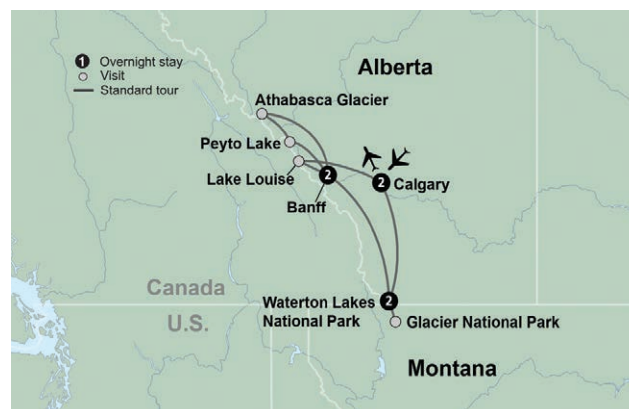 1 Overnight stay
Visit
Standard tour
Alberta
Athabasca Glacier
Peyto Lake
Lake Louise
2
Banff
2
Calgary
Canada
U.S.
Waterton Lakes
National Park
2
Glacier National Park
Montana